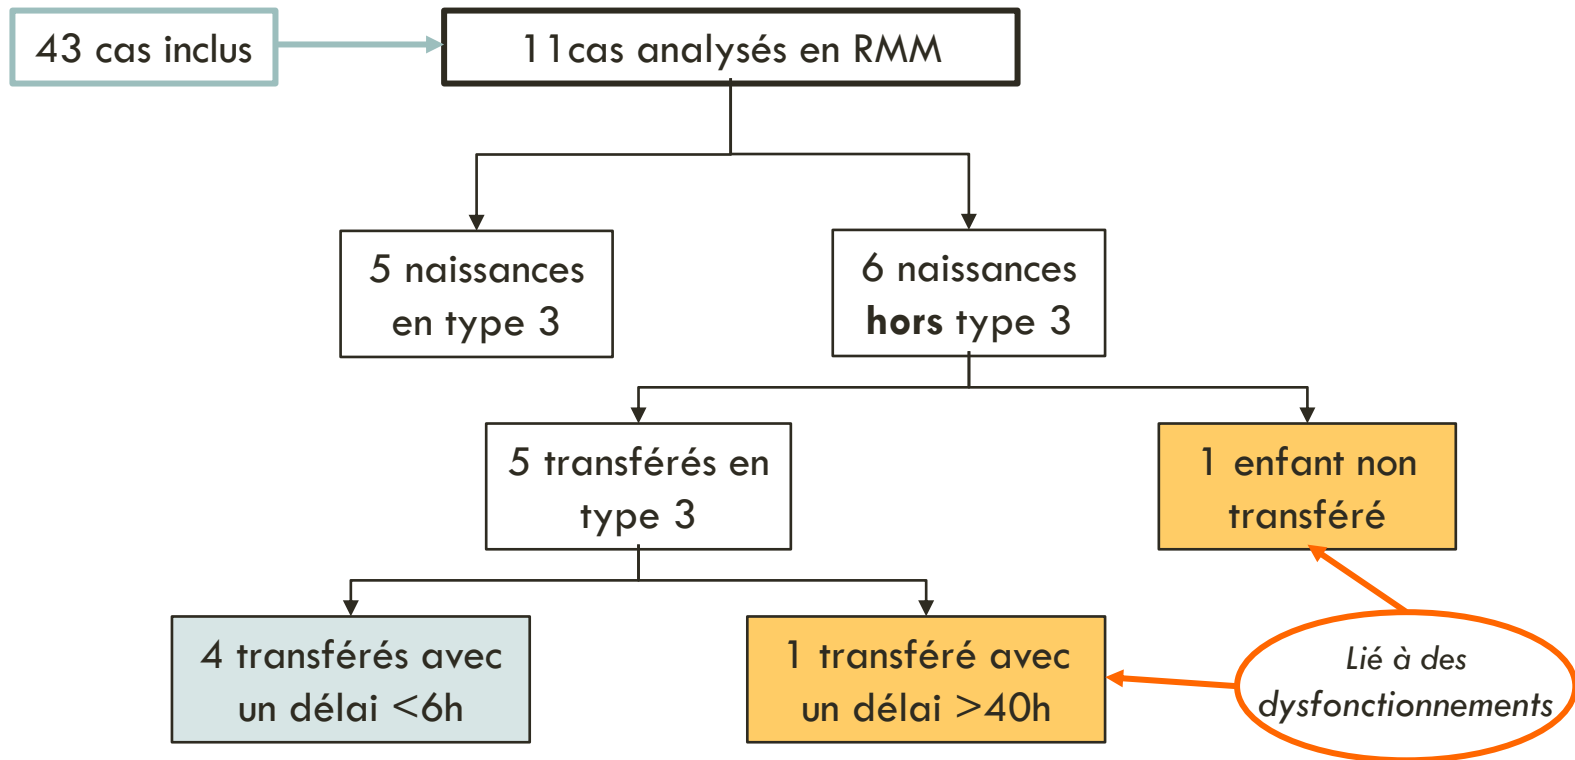 43 cas inclus
11cas analysés en RMM
5 naissances
en type 3
6 naissances
hors type 3
5 transférés en
type 3
1 enfant non
transféré
4 transférés avec
un délai <6h
1 transféré avec
un délai >40h
Lié à des
dysfonctionnements